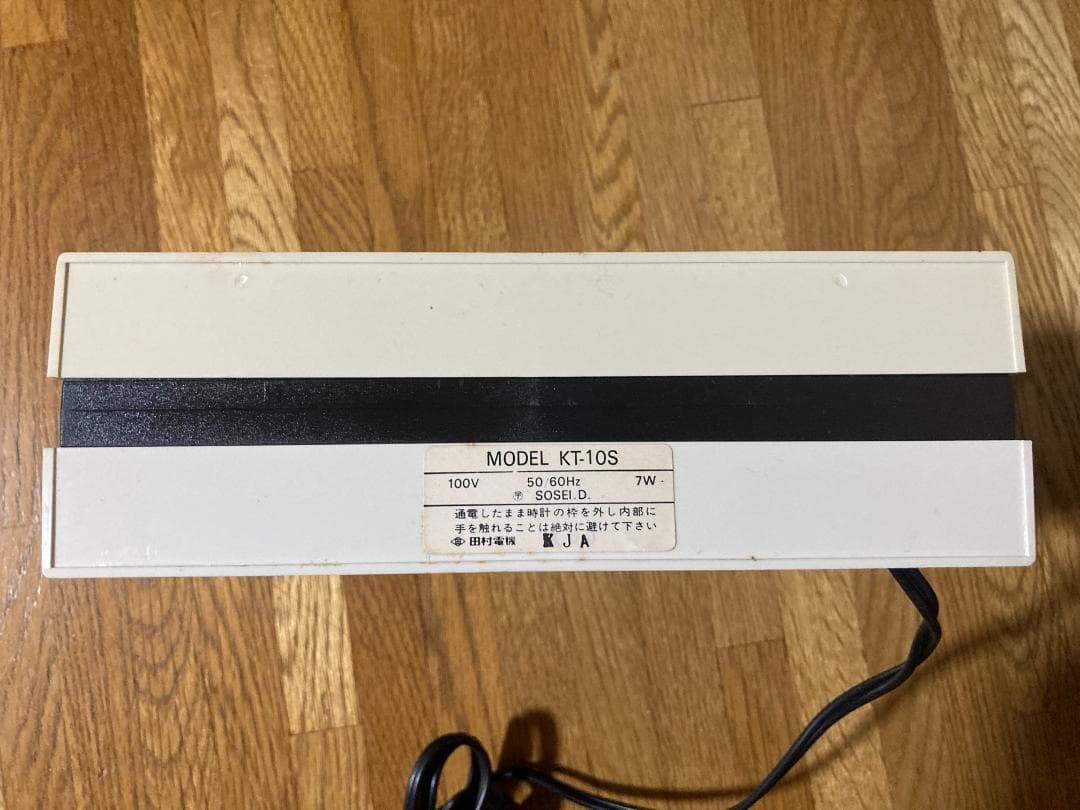 MODEL KT-10S
100V 50/60Hz 7W
〒 SOSEI.D.
通電したまま時計の枠を外し内部に
手を触れることは絶対に避けて下さい
田村電機 KJA